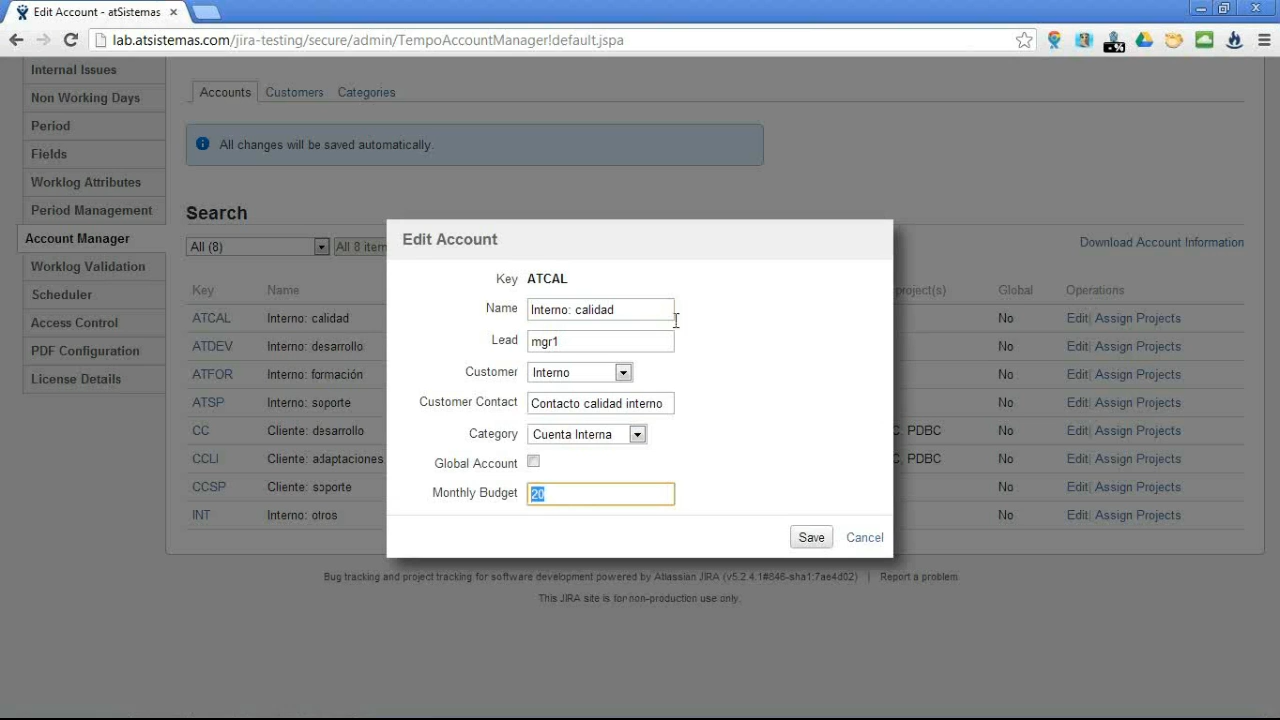 Edit Account - atSistemas
lab.atsistemas.com/jira-testing/secure/admin/TempoAccountManager!default.jspa
Internal Issues
Non Working Days
Period
Fields
Worklog Attributes
Period Management
Account Manager
Worklog Validation
Scheduler
Access Control
PDF Configuration
License Details
Accounts Customers Categories
All changes will be saved automatically.
Search
All (8) All 8 item
Download Account Information
Key Name project(s) Global Operations
ATCAL Interno: calidad No Edit| Assign Projects
ATDEV Interno: desarrollo No Edit| Assign Projects
ATFOR Interno: formación No Edit| Assign Projects
ATSP Interno: soporte No Edit| Assign Projects
CC Cliente: desarrollo C, PDBC No Edit| Assign Projects
CCLI Cliente: adaptaciones C, PDBC No Edit| Assign Projects
CCSP Cliente: soporte No Edit| Assign Projects
INT Interno: otros No Edit| Assign Projects
Edit Account
Key ATCAL
Name Interno: calidad
Lead mgr1
Customer Interno
Customer Contact Contacto calidad interno
Category Cuenta Interna
Global Account
Monthly Budget 20
Save Cancel
Bug tracking and project tracking for software development powered by Atlassian JIRA (v5.2.4.1#846-sha1:7ae4d02) | Report a problem
This JIRA site is for non-production use only.